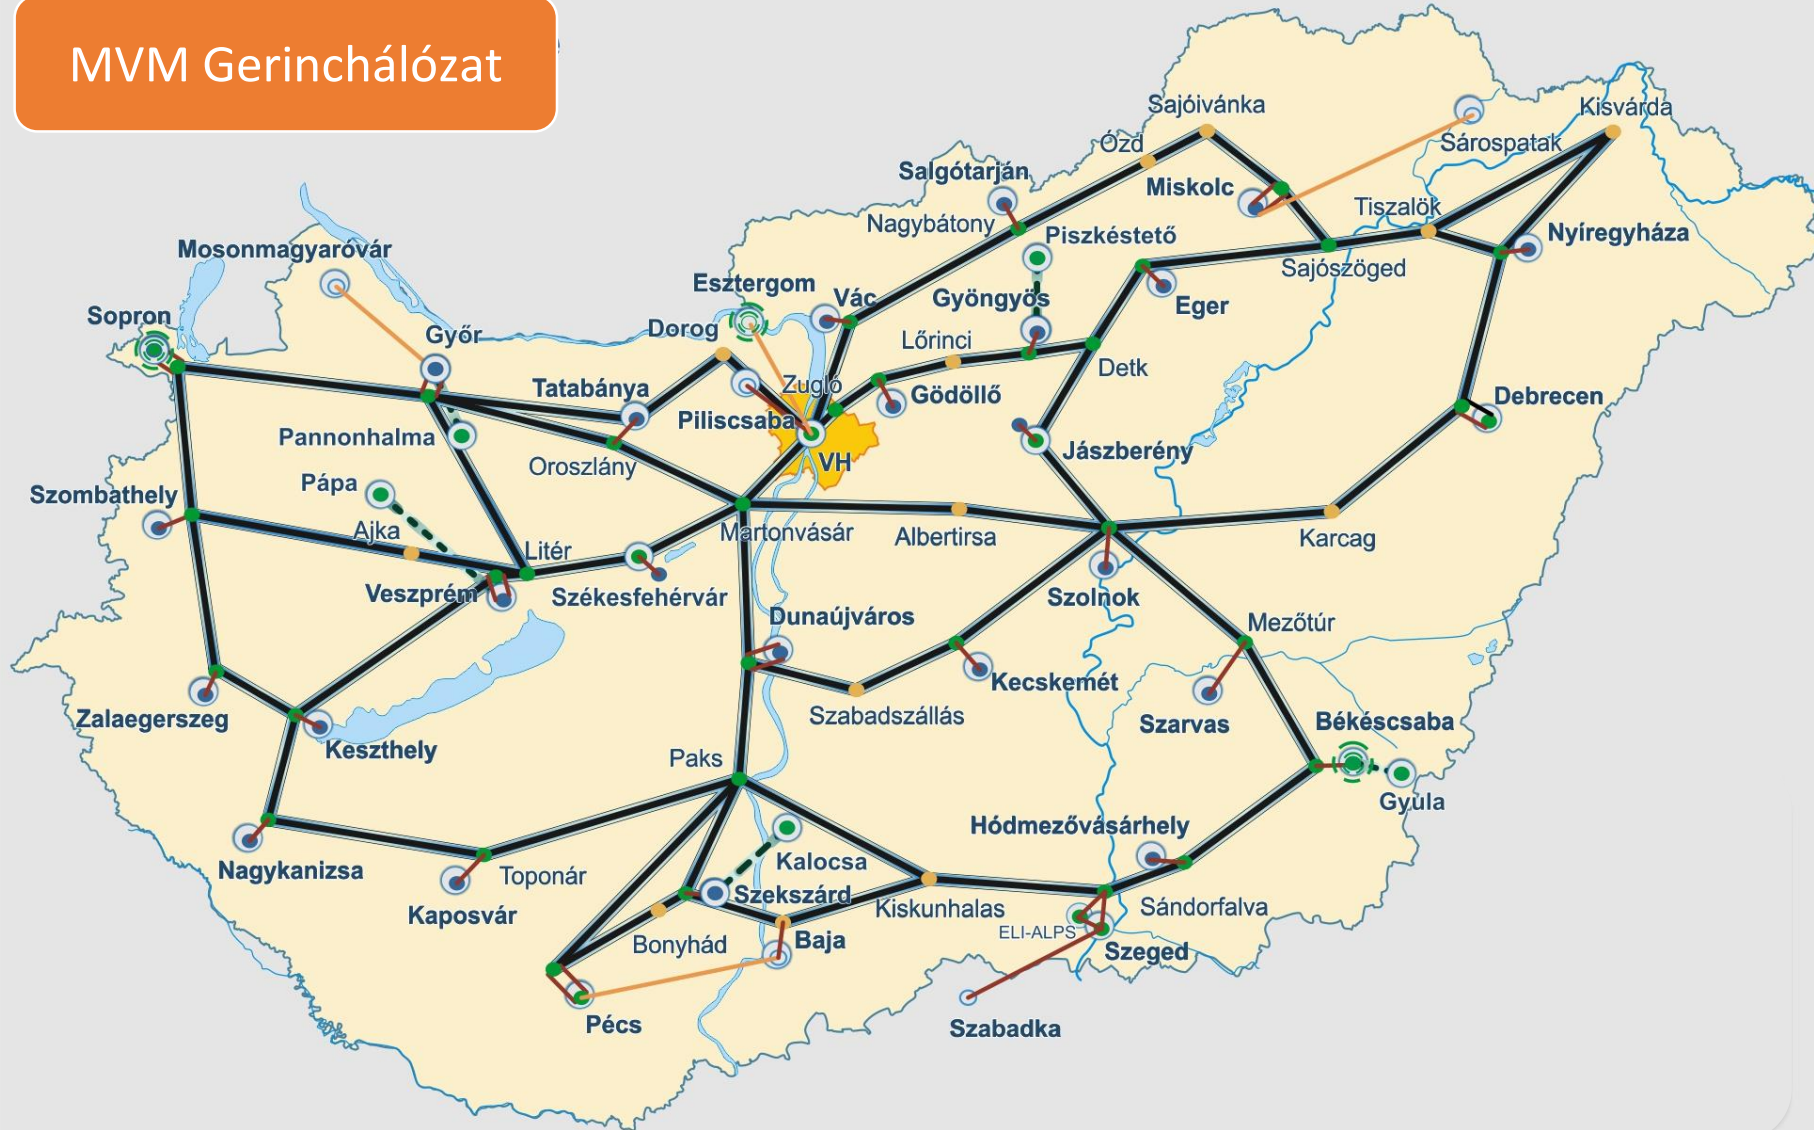 MVM Gerinchálózat
Sajóivánka
Kisvárda
Ózd
Sárospatak
Salgótarján
Miskolc
Tiszalök
Nagybátony
Piszkéstető
Nyíregyháza
Mosonmagyaróvár
Sajószöged
Esztergom
Vác
Gyöngyös
Eger
Sopron
Győr
Dorog
Lőrinci
Detk
Tatabánya
Zugló
Gödöllő
Debrecen
Piliscsaba
Pannonhalma
Jászberény
VH
Oroszlány
Pápa
Szombathely
Ajka
Martonvásár
Albertirsa
Karcag
Litér
Veszprém
Székesfehérvár
Szolnok
Dunaújváros
Mezőtúr
Kecskemét
Zalaegerszeg
Szabadszállás
Szarvas
Békéscsaba
Keszthely
Paks
Gyula
Hódmezővásárhely
Kalocsa
Nagykanizsa
Toponár
Szekszárd
Kaposvár
Kiskunhalas
Sándorfalva
ELI-ALPS
Bonyhád
Baja
Szeged
Pécs
Szabadka